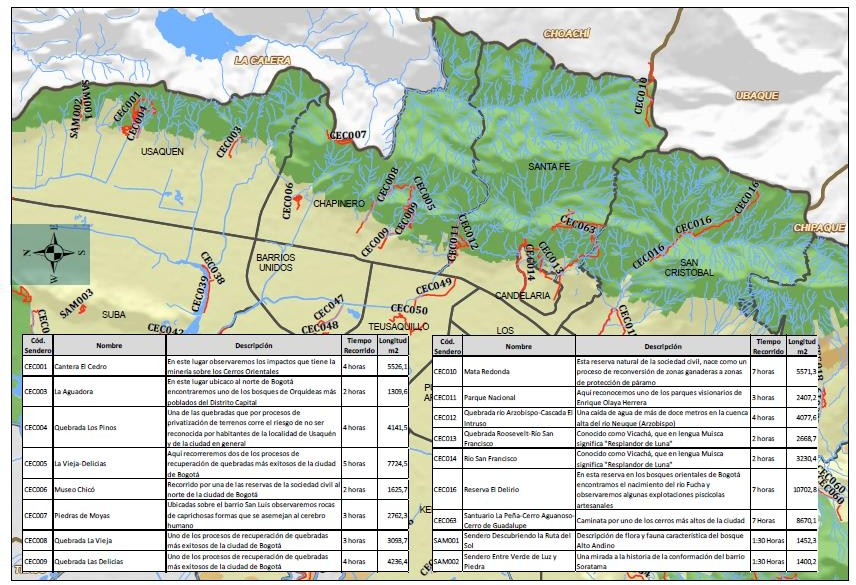 CHOACHÍ
LA CALERA
UBAQUE
CHIPAQUE
SAM001
SAM002
CEC001
CEC004
CEC003
CEC007
CEC010
USAQUEN
SANTA FE
CEC008
CEC005
CEC006
CHAPINERO
CEC009
CEC009
CEC011
CEC012
CEC063
CEC016
CEC016
CEC016
SAN
CRISTOBAL
CEC014
CEC013
CANDELARIA
BARRIOS
UNIDOS
CEC038
CEC039
CEC049
CEC047
CEC048
CEC050
TEUSAQUILLO
LOS
SAM003
SUBA
N
S
W
CEC060
Cód. Sendero Nombre Descripción Tiempo Recorrido Longitud m2
CEC001 Cantera El Cedro En este lugar observaremos los impactos que tiene la
minería sobre los Cerros Orientales 4 horas 5526,1
CEC003 La Aguadora En este lugar ubicaco al norte de Bogotá
encontraremos uno de los bosques de Orquídeas más
poblados del Distrito Capital 2 horas 1309,6
CEC004 Quebrada Los Pinos Una de las quebradas que por procesos de
privatización de terrenos corre el riesgo de no ser
reconocida por habitantes de la localidad de Usaquén
y de la ciudad en general 4 horas 4141,5
CEC005 La Vieja-Delicias Aquí recorreremos dos de los procesos de
recuperación de quebradas más exitosos de la ciudad
de Bogotá 5 horas 7724,5
CEC006 Museo Chicó Recorrido por una de las reservas de la sociedad civil al
norte de la ciudad de Bogotá 2 horas 1625,7
CEC007 Piedras de Moyas Ubicadas sobre el barrio San Luis observaremos rocas
de caprichosas formas que se asemejan al cerebro
humano 3 horas 2762,3
CEC008 Quebrada La Vieja Uno de los procesos de recuperación de quebradas
más exitosos de la ciudad de Bogotá 3 horas 3093,7
CEC009 Quebrada Las Delicias Uno de los procesos de recuperación de quebradas
más exitosos de la ciudad de Bogotá 4 horas 4236,4
Cód. Sendero Nombre Descripción Tiempo Recorrido Longitud m2
CEC010 Mata Redonda Esta reserva natural de la sociedad civil, nace como un
proceso de reconversión de zonas ganaderas a zonas
de protección de páramo 7 horas 5571,3
CEC011 Parque Nacional Aquí reconocemos uno de los parques visionarios de
Enrique Olaya Herrera 3 horas 2407,2
CEC012 Quebrada río Arzobispo-Cascada El
Intruso Una caída de agua de más de doce metros en la cuenca
alta del río Neuque (Arzobispo) 4 horas 4077,6
CEC013 Quebrada Roosevelt-Río San
Francisco Conocido como Vicachá, que en lengua Muisca
significa "Resplandor de Luna" 2 horas 2668,7
CEC014 Río San Francisco Conocido como Vicachá, que en lengua Muisca
significa "Resplandor de Luna" 2 horas 3230,4
CEC016 Reserva El Delirio En esta reserva en los bosques orientales de Bogotá
encontramos el nacimiento del río Fucha y
observaremos algunas explotaciones piscícolas
artesanales 7 horas 10702,8
CEC063 Santuario La Peña-Cerro Aguanoso-
Cerro de Guadalupe Caminata por uno de los cerros más altos de la ciudad 7 Horas 8670,1
SAM001 Sendero Descubriendo la Ruta del
Sol Descripción de flora y fauna característica del bosque
Alto Andino 1:30 Horas 1452,3
SAM002 Sendero Entre Verde de Luz y
Piedra Una mirada a la historia de la conformación del barrio
Soratama 1:30 Horas 1400,2